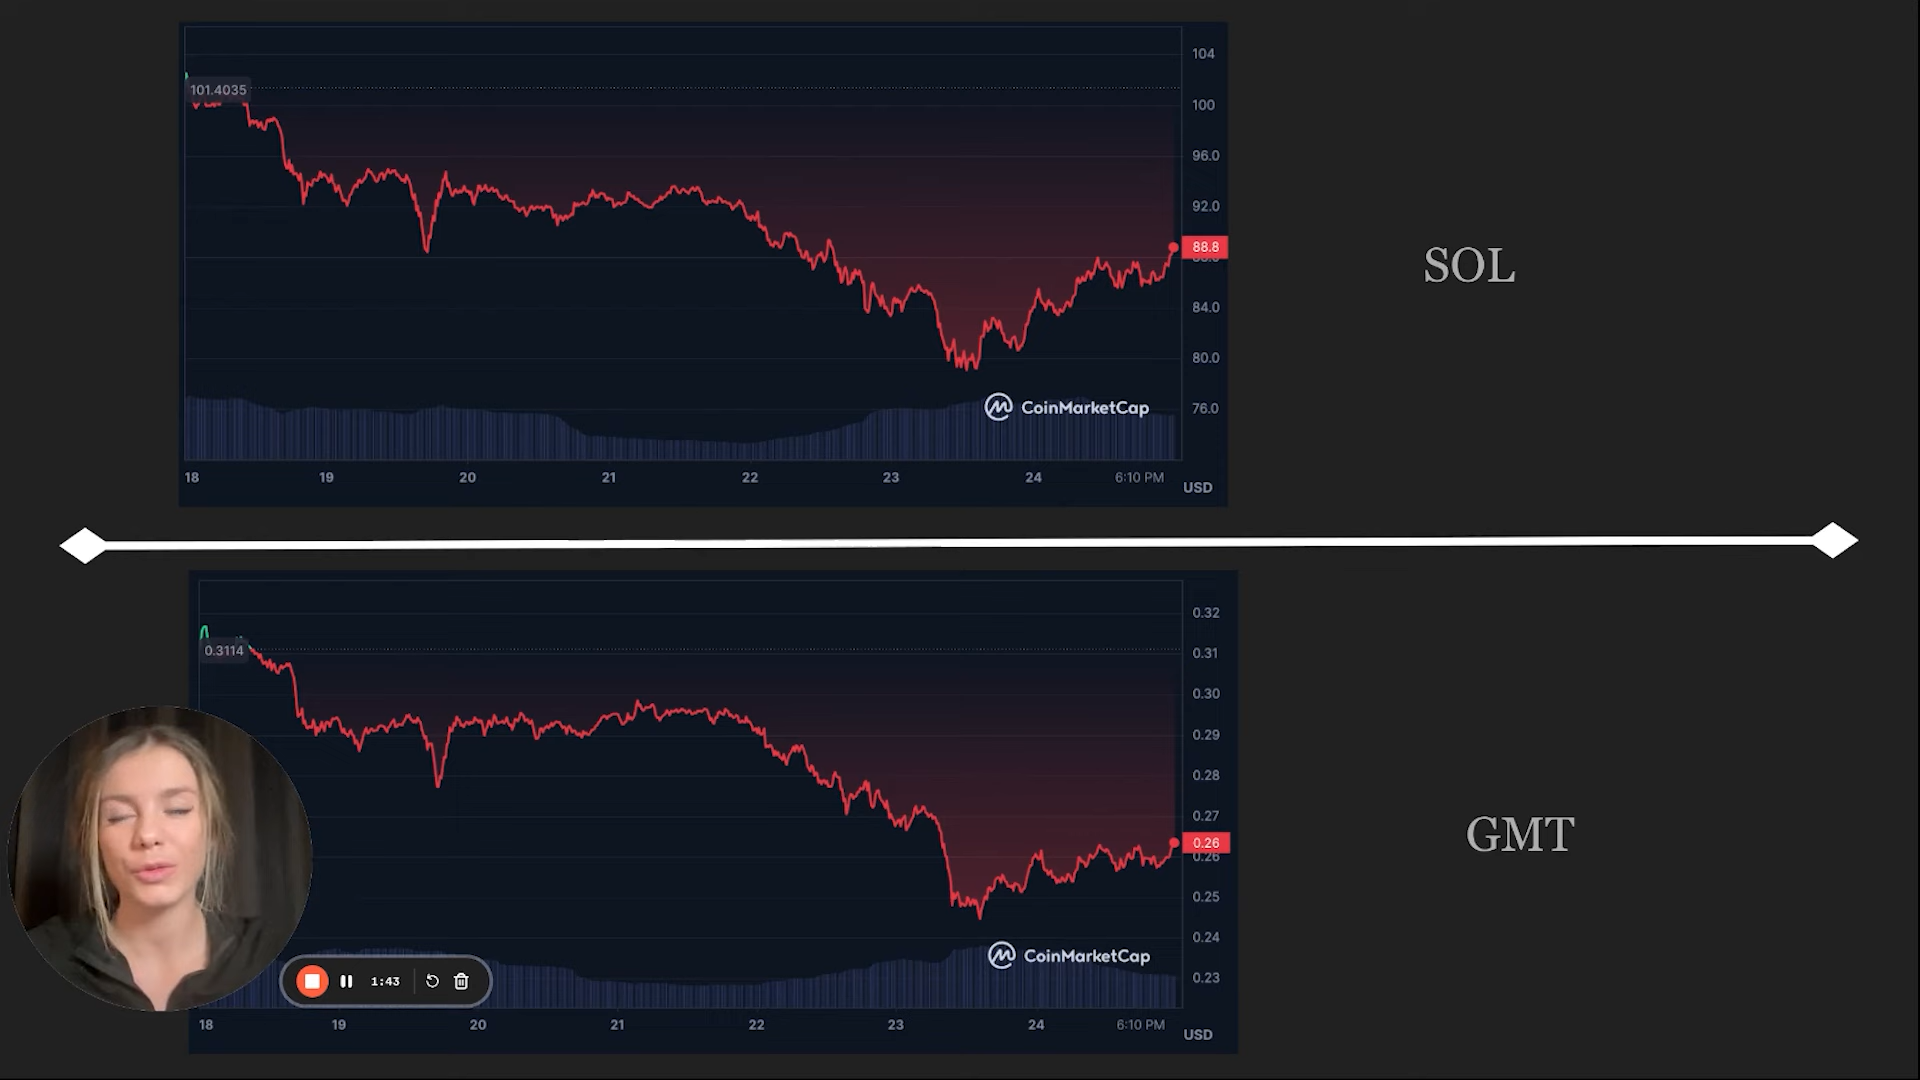 104
101.4035
100
96.0
92.0
88.8
84.0
80.0
CoinMarketCap
76.0
18 19 20 21 22 23 24 6:10 PM
USD
SOL
0.32
0.3114
0.31
0.30
0.29
0.28
0.27
0.26
0.26
0.25
0.24
CoinMarketCap
0.23
1:43
18 19 20 21 22 23 24 6:10 PM
USD
GMT